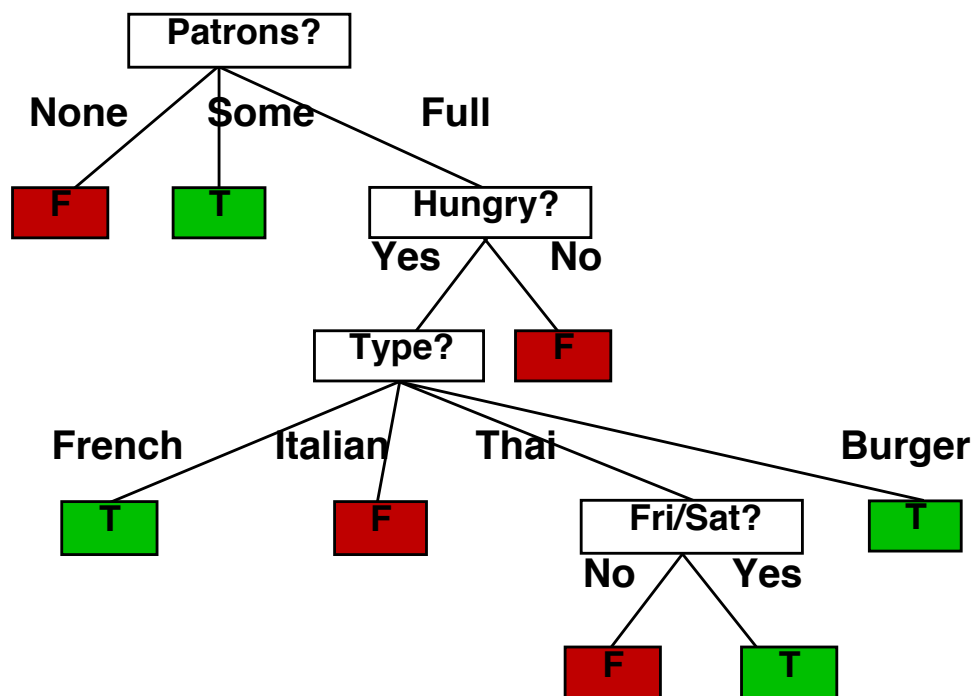 Patrons?
None Some Full
F T Hungry?
Yes No
Type? F
French Italian Thai Burger
T F Fri/Sat? T
No Yes
F T